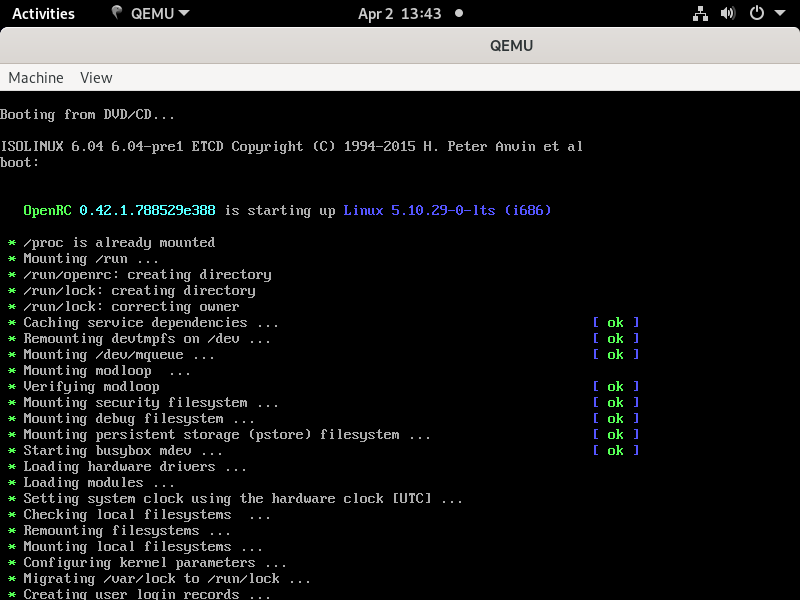 Activities QEMU Apr 2 13:43
QEMU
Machine View
Booting from DVD/CD...
ISOLINUX 6.04 6.04-pre1 ETCD Copyright (C) 1994-2015 H. Peter Anvin et al
boot:
OpenRC 0.42.1.788529e388 is starting up Linux 5.10.29-0-lts (i686)
* /proc is already mounted
* Mounting /run ...
* /run/openrc: creating directory
* /run/lock: creating directory
* /run/lock: correcting owner
* Caching service dependencies ... [ ok ]
* Remounting devtmpfs on /dev ... [ ok ]
* Mounting /dev/mqueue ... [ ok ]
* Mounting modloop  ...
* Verifying modloop [ ok ]
* Mounting security filesystem ... [ ok ]
* Mounting debug filesystem ... [ ok ]
* Mounting persistent storage (pstore) filesystem ... [ ok ]
* Starting busybox mdev ... [ ok ]
* Loading hardware drivers ...
* Loading modules ...
* Setting system clock using the hardware clock [UTC] ...
* Checking local filesystems  ...
* Remounting filesystems ...
* Mounting local filesystems ...
* Configuring kernel parameters ...
* Migrating /var/lock to /run/lock ...
* Creating user login records ...